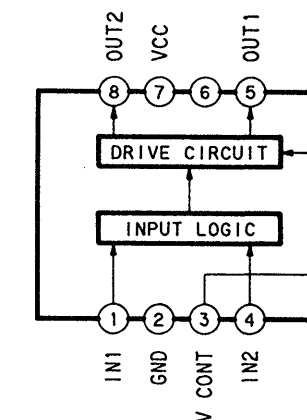 OUT2
VCC
OUT1
8
7
6
5
DRIVE CIRCUIT
INPUT LOGIC
1
2
3
4
IN1
GND
V CONT
IN2